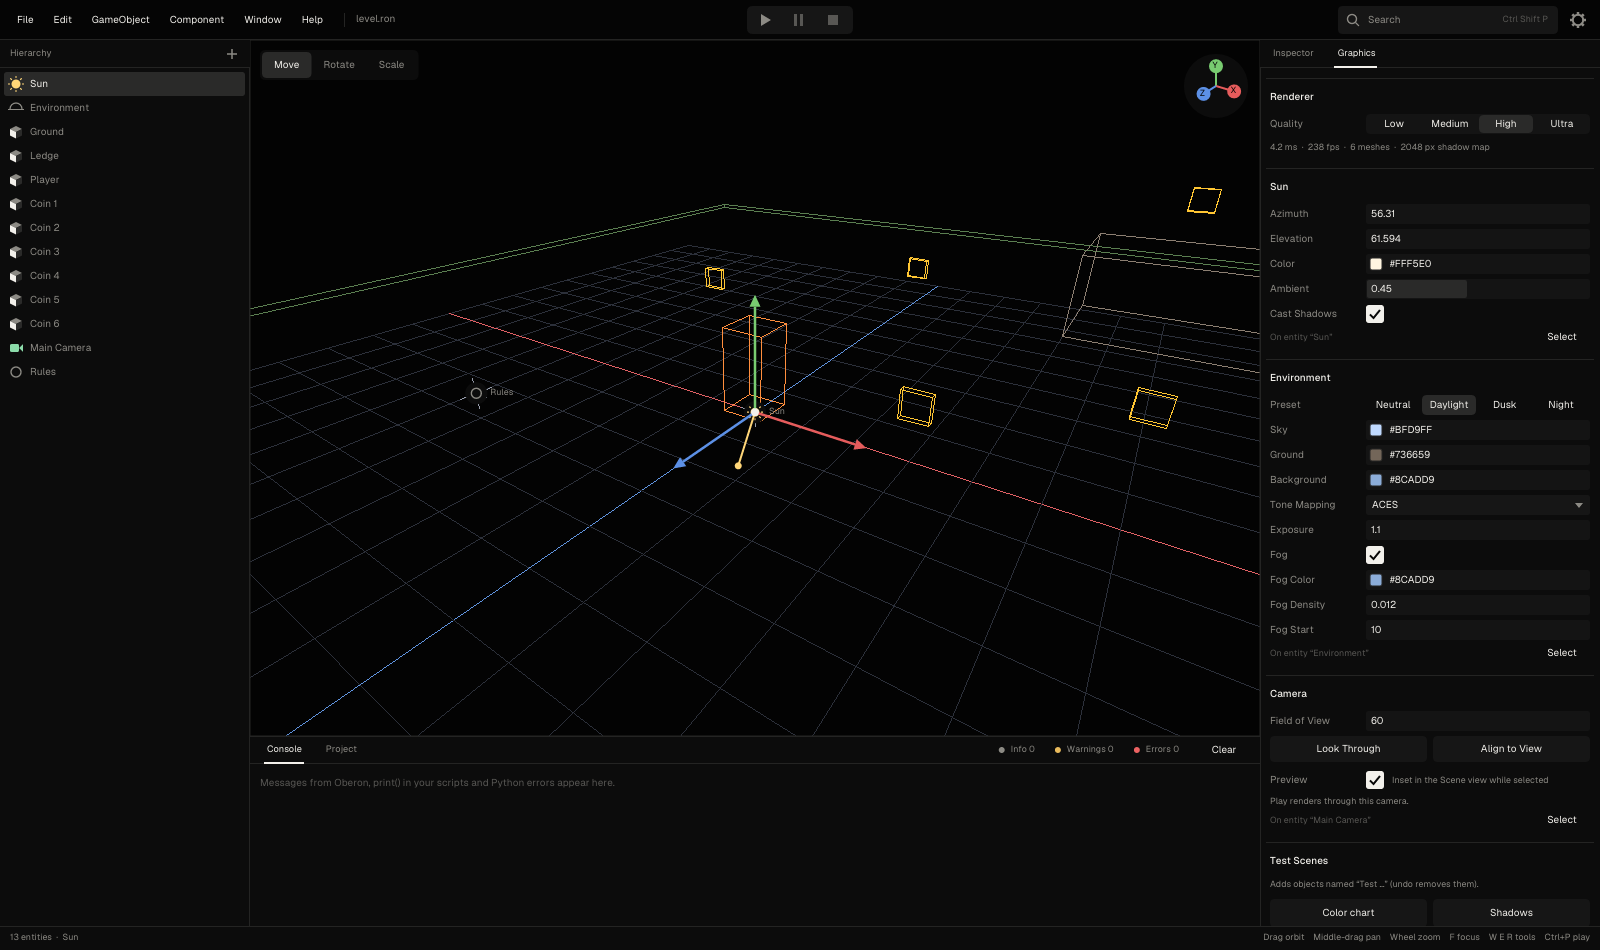 File Edit GameObject Component Window Help level.ron Search Ctrl Shift P
Hierarchy
Sun
Environment
Ground
Ledge
Player
Coin 1
Coin 2
Coin 3
Coin 4
Coin 5
Coin 6
Main Camera
Rules
Move Rotate Scale
Y
X
Z
Rules
Sun
Console Project Info 0 Warnings 0 Errors 0 Clear
Messages from Oberon, print() in your scripts and Python errors appear here.
Inspector Graphics
Renderer
Quality Low Medium High Ultra
4.2 ms · 238 fps · 6 meshes · 2048 px shadow map
Sun
Azimuth 56.31
Elevation 61.594
Color #FFF5E0
Ambient 0.45
Cast Shadows
On entity “Sun” Select
Environment
Preset Neutral Daylight Dusk Night
Sky #BFD9FF
Ground #736659
Background #8CADD9
Tone Mapping ACES
Exposure 1.1
Fog
Fog Color #8CADD9
Fog Density 0.012
Fog Start 10
On entity “Environment” Select
Camera
Field of View 60
Look Through Align to View
Preview Inset in the Scene view while selected
Play renders through this camera.
On entity “Main Camera” Select
Test Scenes
Adds objects named “Test …” (undo removes them).
Color chart Shadows
13 entities · Sun Drag orbit Middle-drag pan Wheel zoom F focus W E R tools Ctrl+P play